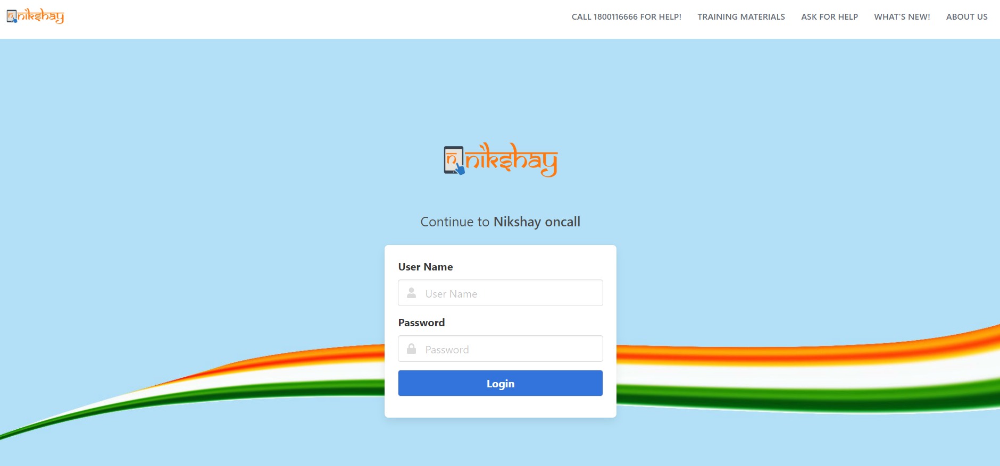 nikshay
CALL 1800116666 FOR HELP! TRAINING MATERIALS ASK FOR HELP WHAT'S NEW! ABOUT US
nikshay
Continue to Nikshay oncall
User Name
User Name
Password
Password
Login